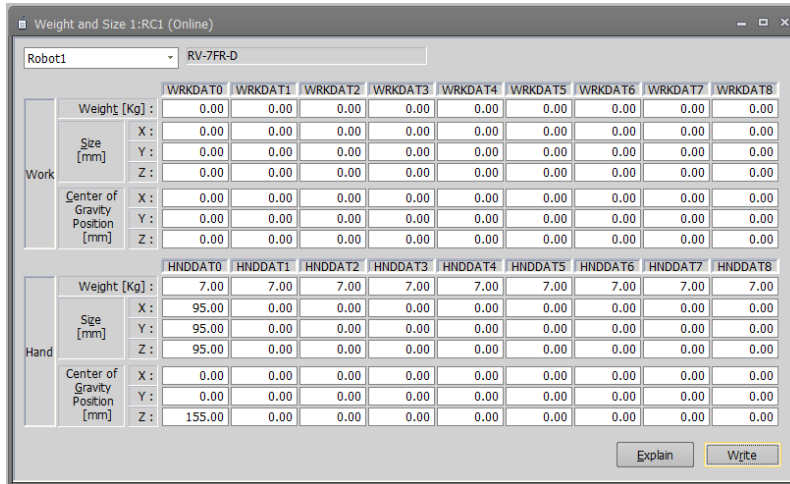 Weight and Size 1:RC1 (Online)
Robot1 RV-7FR-D
WRKDAT0 WRKDAT1 WRKDAT2 WRKDAT3 WRKDAT4 WRKDAT5 WRKDAT6 WRKDAT7 WRKDAT8
Weight [Kg] : 0.00 0.00 0.00 0.00 0.00 0.00 0.00 0.00 0.00
Work
Size
[mm]
X : 0.00 0.00 0.00 0.00 0.00 0.00 0.00 0.00 0.00
Y : 0.00 0.00 0.00 0.00 0.00 0.00 0.00 0.00 0.00
Z : 0.00 0.00 0.00 0.00 0.00 0.00 0.00 0.00 0.00
Center of
Gravity
Position
[mm]
X : 0.00 0.00 0.00 0.00 0.00 0.00 0.00 0.00 0.00
Y : 0.00 0.00 0.00 0.00 0.00 0.00 0.00 0.00 0.00
Z : 0.00 0.00 0.00 0.00 0.00 0.00 0.00 0.00 0.00
HNDDAT0 HNDDAT1 HNDDAT2 HNDDAT3 HNDDAT4 HNDDAT5 HNDDAT6 HNDDAT7 HNDDAT8
Weight [Kg] : 7.00 7.00 7.00 7.00 7.00 7.00 7.00 7.00 7.00
Hand
Size
[mm]
X : 95.00 0.00 0.00 0.00 0.00 0.00 0.00 0.00 0.00
Y : 95.00 0.00 0.00 0.00 0.00 0.00 0.00 0.00 0.00
Z : 95.00 0.00 0.00 0.00 0.00 0.00 0.00 0.00 0.00
Center of
Gravity
Position
[mm]
X : 0.00 0.00 0.00 0.00 0.00 0.00 0.00 0.00 0.00
Y : 0.00 0.00 0.00 0.00 0.00 0.00 0.00 0.00 0.00
Z : 155.00 0.00 0.00 0.00 0.00 0.00 0.00 0.00 0.00
Explain Write